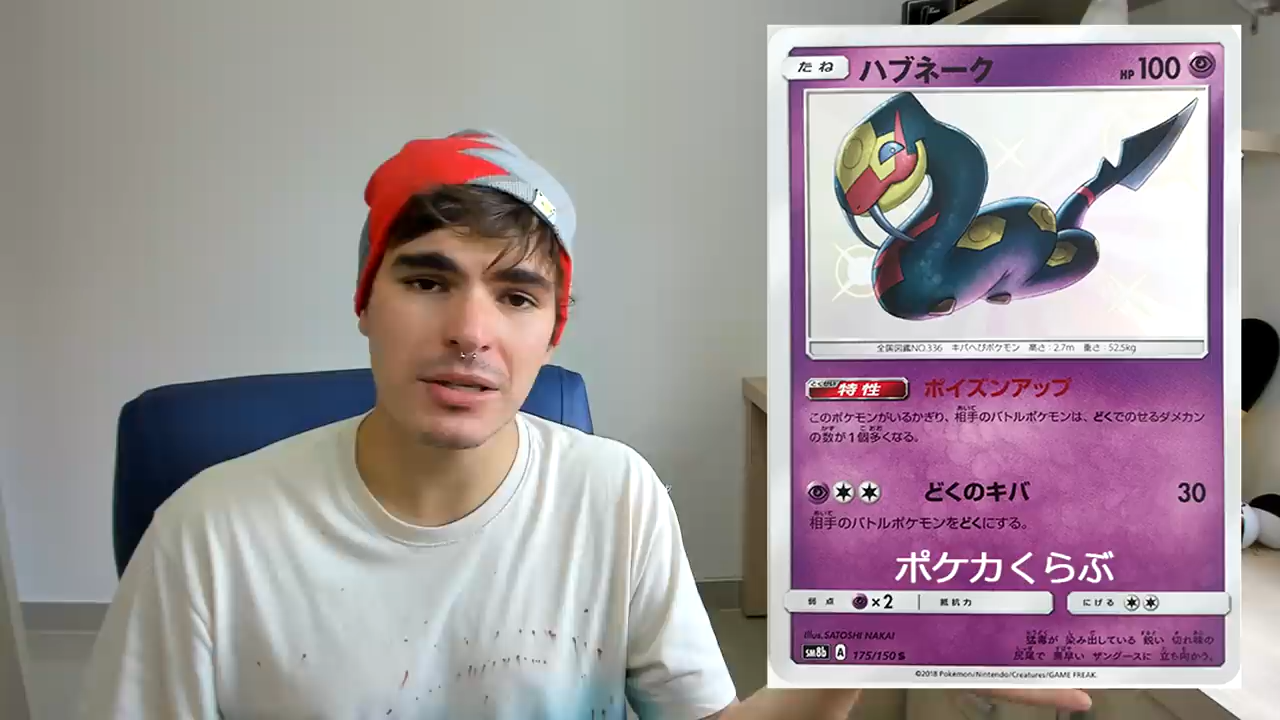 たね ハブネーク HP 100
全国図鑑NO.336 キバへびポケモン 高さ:2.7m 重さ:52.5kg
とくせい 特性 ポイズンアップ
このポケモンがいるかぎり、相手のバトルポケモンは、どくでのせるダメカン
の数が1個多くなる。
どくのキバ 30
相手のバトルポケモンをどくにする。
ポケカくらぶ
弱点 ×2 抵抗力 にげる
Illus.SATOSHI NAKAI
猛毒が 染み出している 鋭い 切れ味の
尻尾で 素早い ザングースに 立ち向かう。
SM8b A 175/150 S
©2018 Pokémon/Nintendo/Creatures/GAME FREAK.